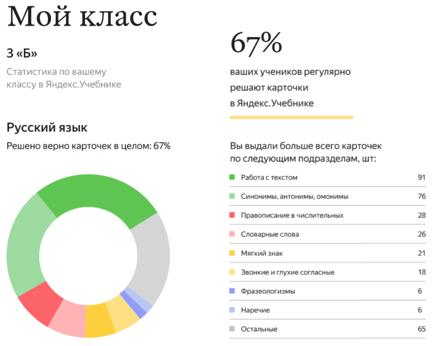 Мой класс
3 «Б»
Статистика по вашему
классу в Яндекс.Учебнике
67%
ваших учеников регулярно
решают карточки
в Яндекс.Учебнике
Русский язык
Решено верно карточек в целом: 67%
Вы выдали больше всего карточек
по следующим подразделам, шт:
Работа с текстом 91
Синонимы, антонимы, омонимы 76
Правописание в числительных 28
Словарные слова 26
Мягкий знак 21
Звонкие и глухие согласные 18
Фразеологизмы 6
Наречие 6
Остальные 65